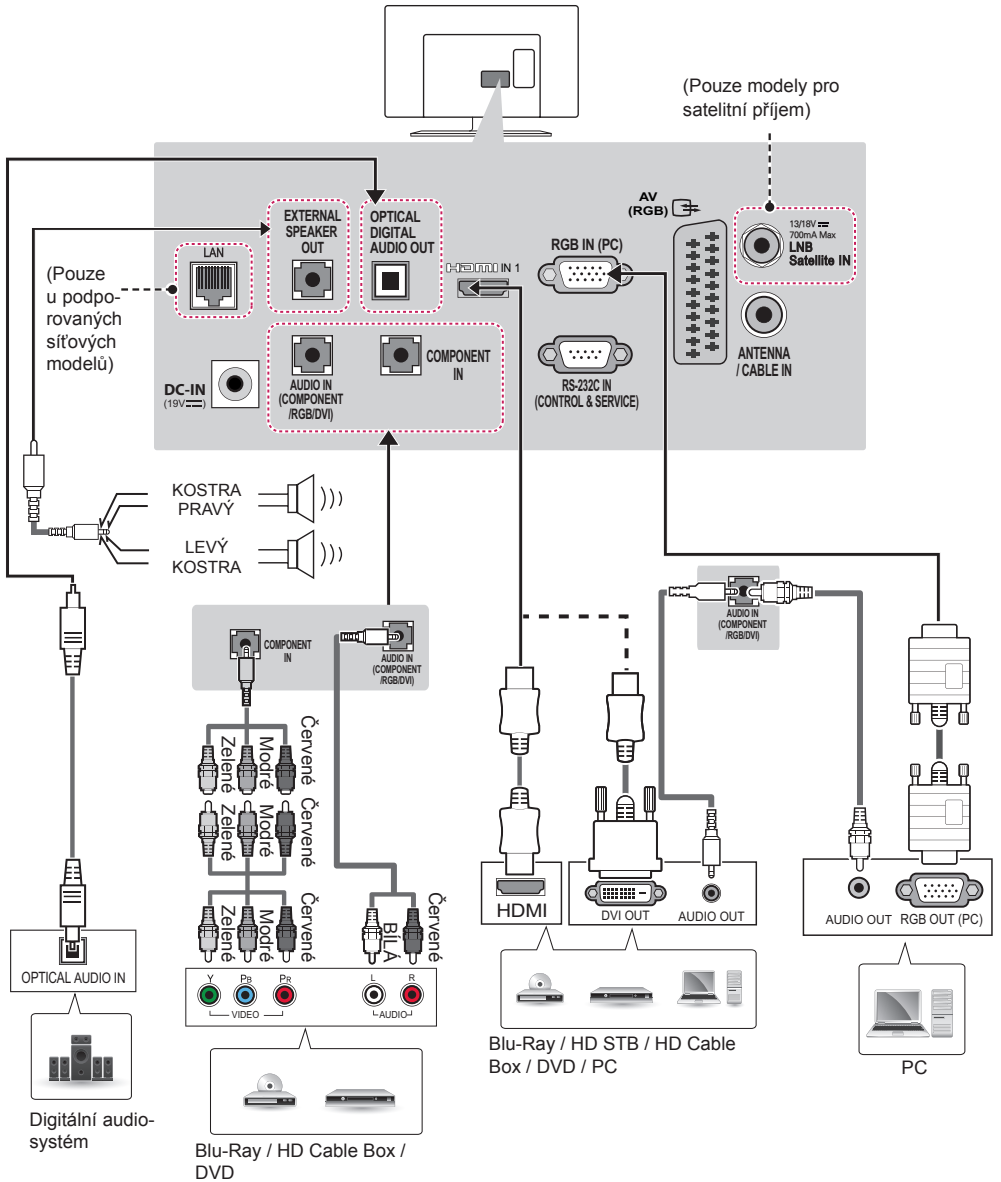 (Pouze modely pro
satelitní příjem)
EXTERNAL
SPEAKER
OUT
OPTICAL
DIGITAL
AUDIO OUT
LAN
HDMI IN 1
RGB IN (PC)
AV
(RGB)
13/18V
700mA Max
LNB
Satellite IN
(Pouze
u podpo-
rovaných
síťových
modelů)
DC-IN
(19V)
AUDIO IN
(COMPONENT
/RGB/DVI)
COMPONENT
IN
RS-232C IN
(CONTROL & SERVICE)
ANTENNA
/ CABLE IN
KOSTRA
PRAVÝ
LEVÝ
KOSTRA
COMPONENT
IN
AUDIO IN
(COMPONENT
/RGB/DVI)
AUDIO IN
(COMPONENT
/RGB/DVI)
Zelené
Modré
Červené
Zelené
Modré
Červené
Zelené
Modré
Červené
BÍLÁ
Červené
OPTICAL AUDIO IN
Y PB PR
VIDEO
L R
AUDIO
HDMI
DVI OUT
AUDIO OUT
AUDIO OUT
RGB OUT (PC)
Digitální audio-
systém
Blu-Ray / HD Cable Box /
DVD
Blu-Ray / HD STB / HD Cable
Box / DVD / PC
PC